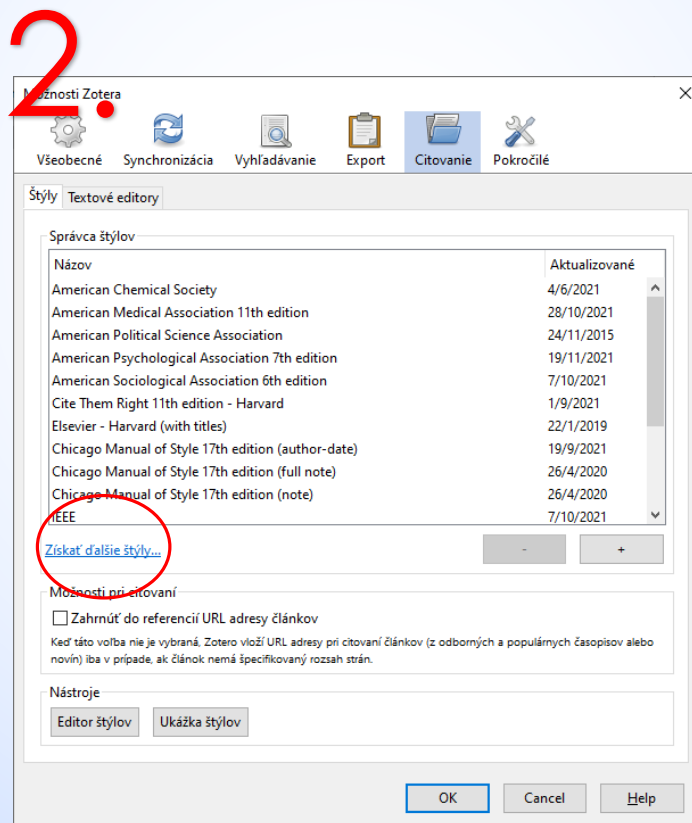 2.
Možnosti Zotera
Všeobecné Synchronizácia Vyhľadávanie Export Citovanie Pokročilé
Štýly Textové editory
Správca štýlov
Názov Aktualizované
American Chemical Society 4/6/2021
American Medical Association 11th edition 28/10/2021
American Political Science Association 24/11/2015
American Psychological Association 7th edition 19/11/2021
American Sociological Association 6th edition 7/10/2021
Cite Them Right 11th edition - Harvard 1/9/2021
Elsevier - Harvard (with titles) 22/1/2019
Chicago Manual of Style 17th edition (author-date) 19/9/2021
Chicago Manual of Style 17th edition (full note) 26/4/2020
Chicago Manual of Style 17th edition (note) 26/4/2020
IEEE 7/10/2021
Získať ďalšie štýly... - +
Možnosti pri citovaní
Zahrnúť do referencií URL adresy článkov
Keď táto voľba nie je vybraná, Zotero vloží URL adresy pri citovaní článkov (z odborných a populárnych časopisov alebo
novín) iba v prípade, ak článok nemá špecifikovaný rozsah strán.
Nástroje
Editor štýlov Ukážka štýlov
OK Cancel Help